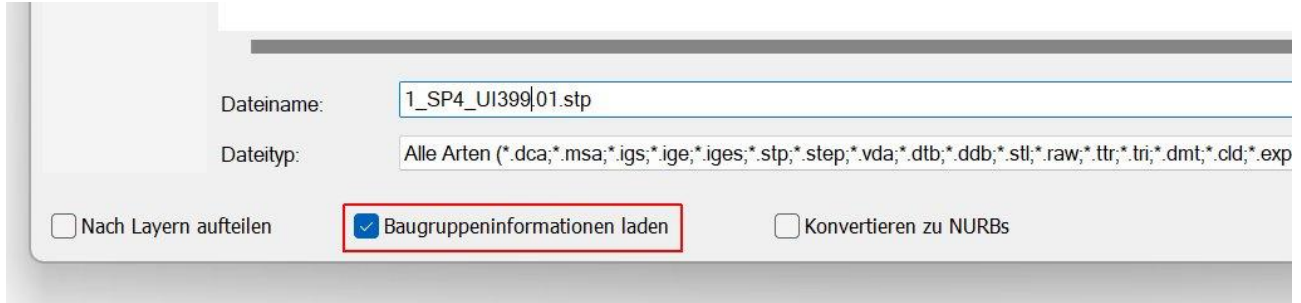 Dateiname: 1_SP4_UI399.01.stp
Dateityp: Alle Arten (*.dca;*.msa;*.igs;*.ige;*.iges;*.stp;*.step;*.vda;*.dtb;*.ddb;*.stl;*.raw;*.ttr;*.tri;*.dmt;*.cld;*.exp
Nach Layern aufteilen Baugruppeninformationen laden Konvertieren zu NURBs